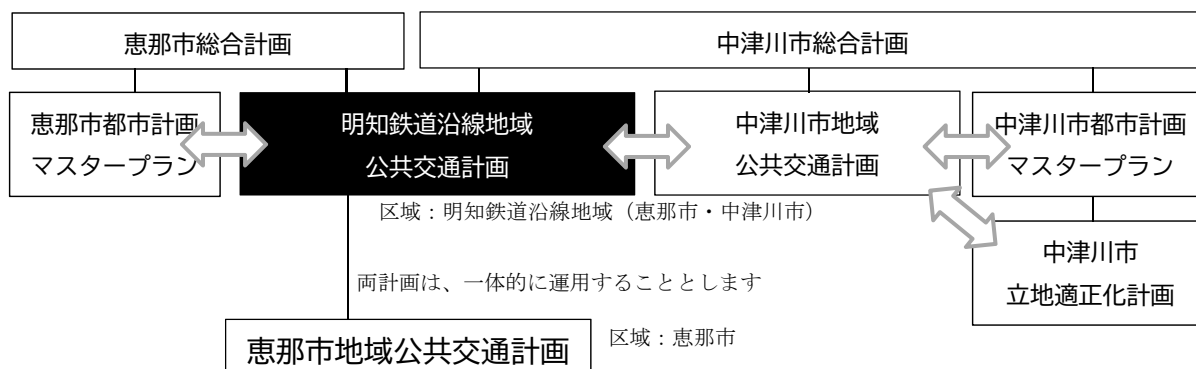 恵那市総合計画
中津川市総合計画
恵那市都市計画
マスタープラン
明知鉄道沿線地域
公共交通計画
中津川市地域
公共交通計画
中津川市都市計画
マスタープラン
区域：明知鉄道沿線地域（恵那市・中津川市）
中津川市
立地適正化計画
両計画は、一体的に運用することとします
恵那市地域公共交通計画
区域：恵那市